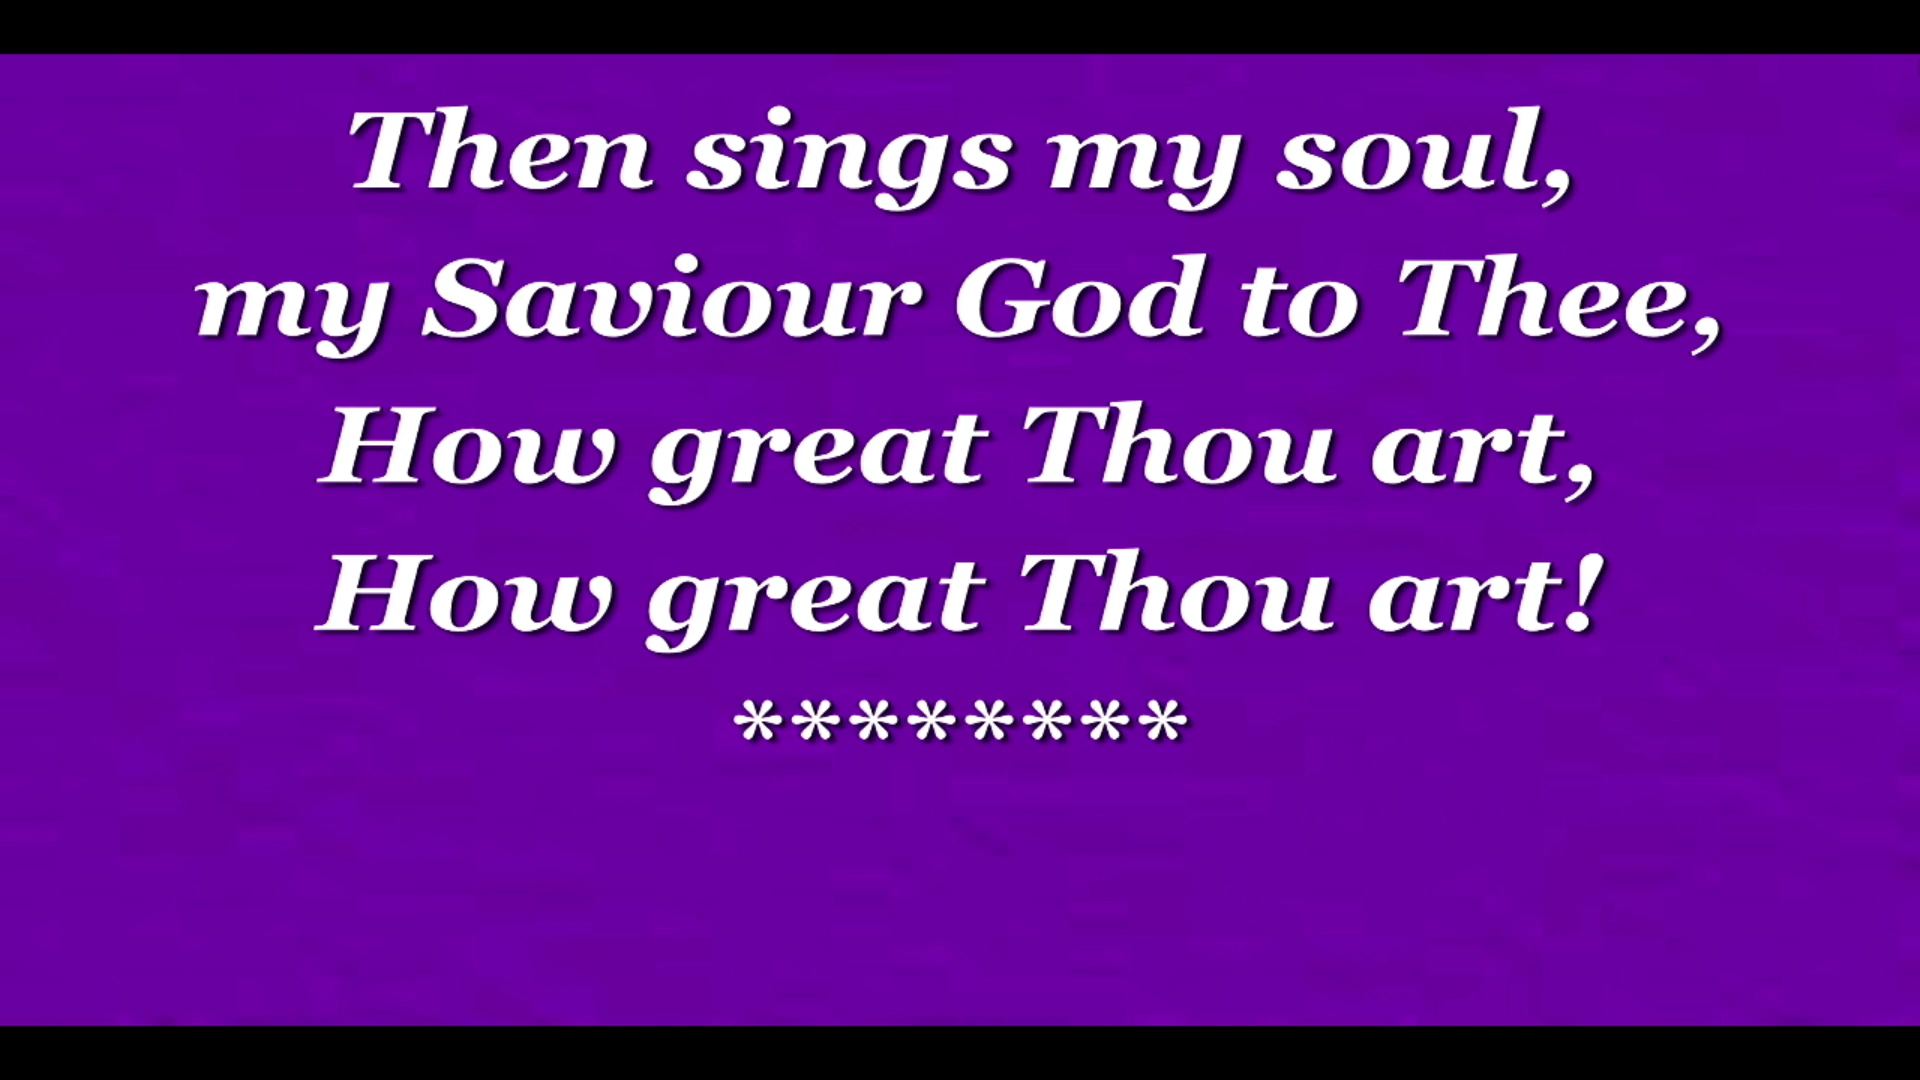 Then sings my soul,
my Saviour God to Thee,
How great Thou art,
How great Thou art!
********